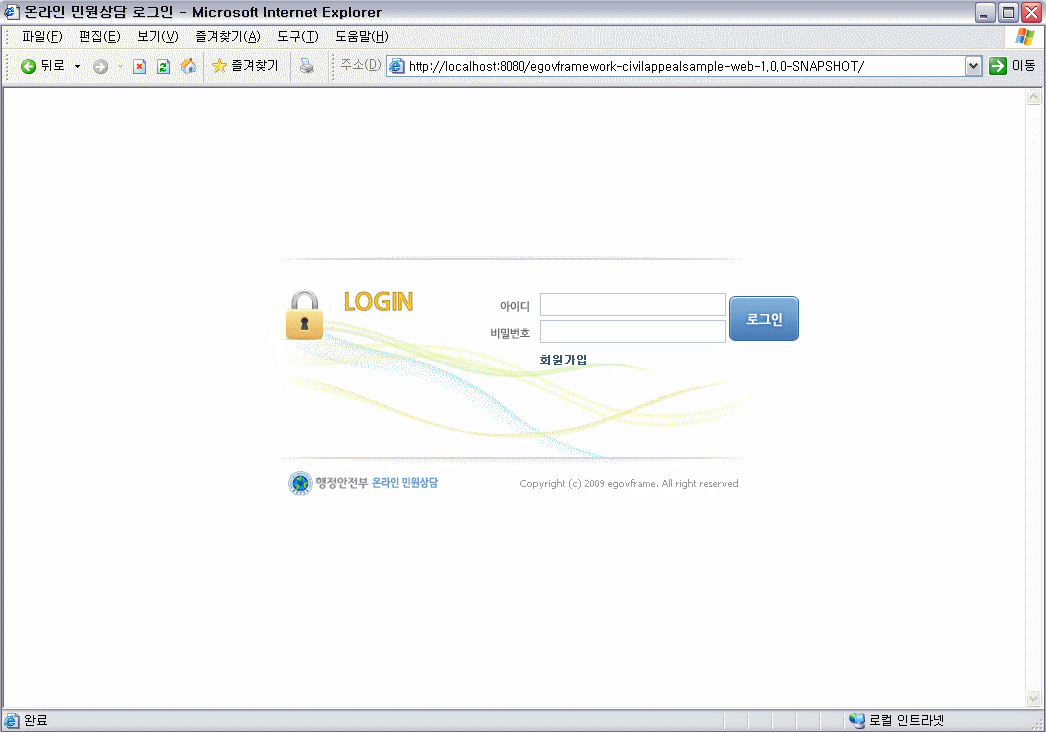 온라인 민원상담 로그인 - Microsoft Internet Explorer
파일(F) 편집(E) 보기(V) 즐겨찾기(A) 도구(T) 도움말(H)
뒤로 즐겨찾기 주소(D) http://localhost:8080/egovframework-civilappealsample-web-1.0.0-SNAPSHOT/ 이동
LOGIN
아이디
비밀번호
로그인
회원가입
행정안전부 온라인 민원상담 Copyright (c) 2009 egovframe. All right reserved
완료 로컬 인트라넷